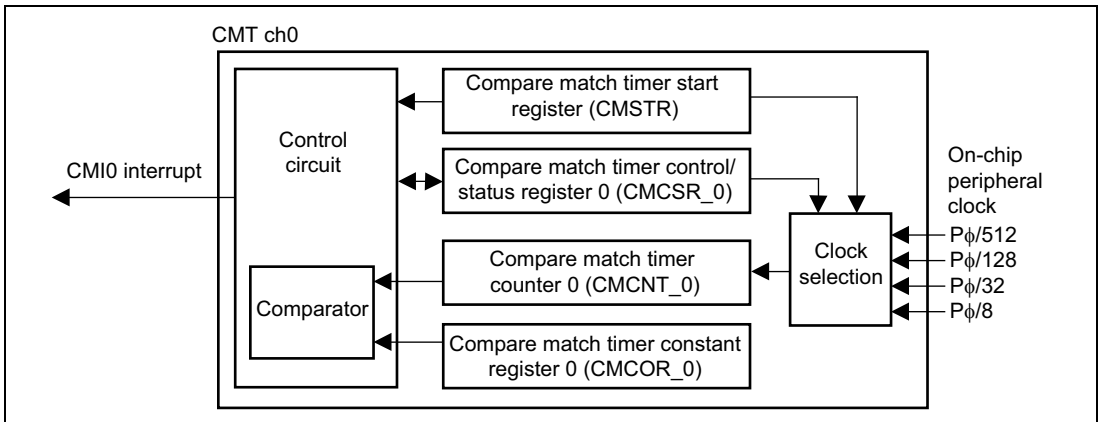 CMT ch0
Compare match timer start
register (CMSTR)
Control
circuit
CMI0 interrupt
Compare match timer control/
status register 0 (CMCSR_0)
On-chip
peripheral
clock
Pϕ/512
Pϕ/128
Pϕ/32
Pϕ/8
Clock
selection
Compare match timer
counter 0 (CMCNT_0)
Comparator
Compare match timer constant
register 0 (CMCOR_0)